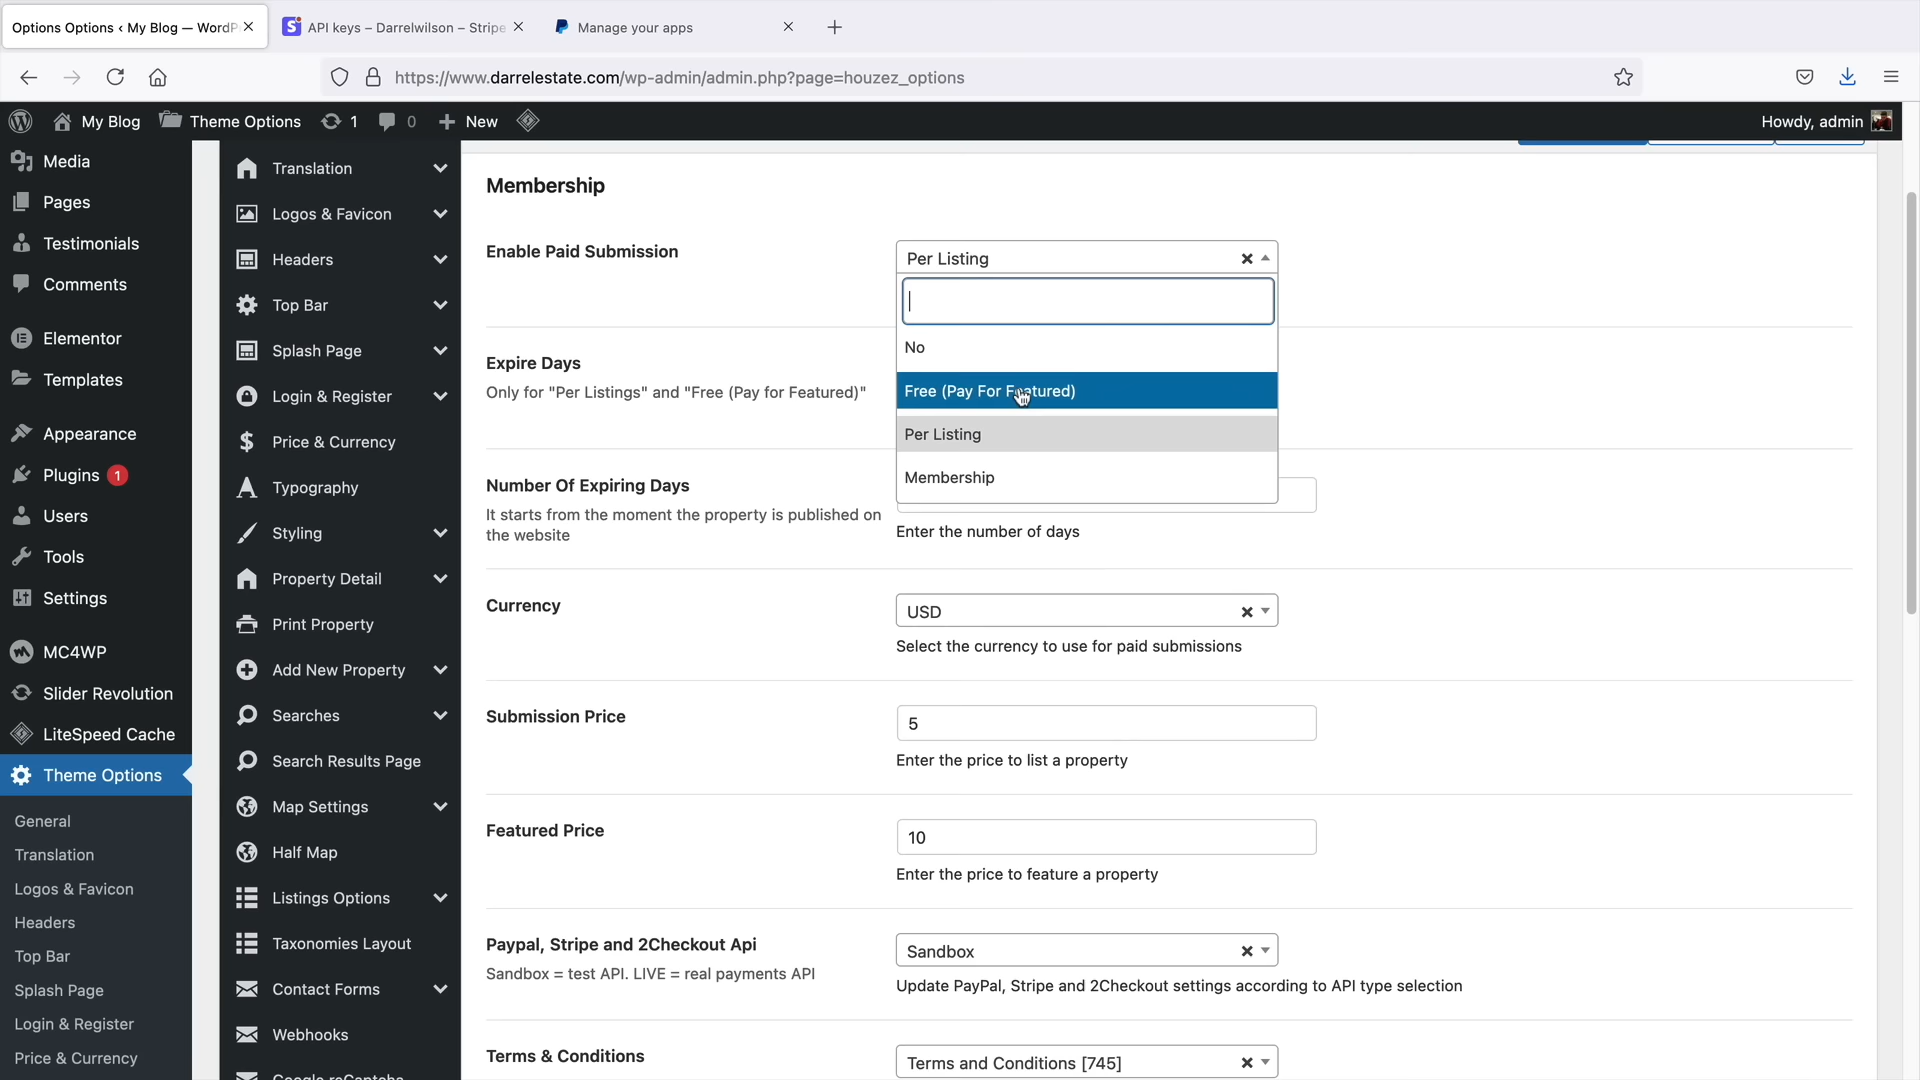 Options Options ‹ My Blog — WordP
API keys – Darrelwilson – Stripe
Manage your apps
https://www.darrelestate.com/wp-admin/admin.php?page=houzez_options
My Blog
Theme Options
1
0
New
Howdy, admin
Media
Pages
Testimonials
Comments
Elementor
Templates
Appearance
Plugins 1
Users
Tools
Settings
MC4WP
Slider Revolution
LiteSpeed Cache
Theme Options
General
Translation
Logos & Favicon
Headers
Top Bar
Splash Page
Login & Register
Price & Currency
Translation
Logos & Favicon
Headers
Top Bar
Splash Page
Login & Register
Price & Currency
Typography
Styling
Property Detail
Print Property
Add New Property
Searches
Search Results Page
Map Settings
Half Map
Listings Options
Taxonomies Layout
Contact Forms
Webhooks
Membership
Enable Paid Submission
Per Listing
No
Free (Pay For Featured)
Per Listing
Membership
Expire Days
Only for "Per Listings" and "Free (Pay for Featured)"
Number Of Expiring Days
It starts from the moment the property is published on
the website
Enter the number of days
Currency
USD
Select the currency to use for paid submissions
Submission Price
5
Enter the price to list a property
Featured Price
10
Enter the price to feature a property
Paypal, Stripe and 2Checkout Api
Sandbox = test API. LIVE = real payments API
Sandbox
Update PayPal, Stripe and 2Checkout settings according to API type selection
Terms & Conditions
Terms and Conditions [745]